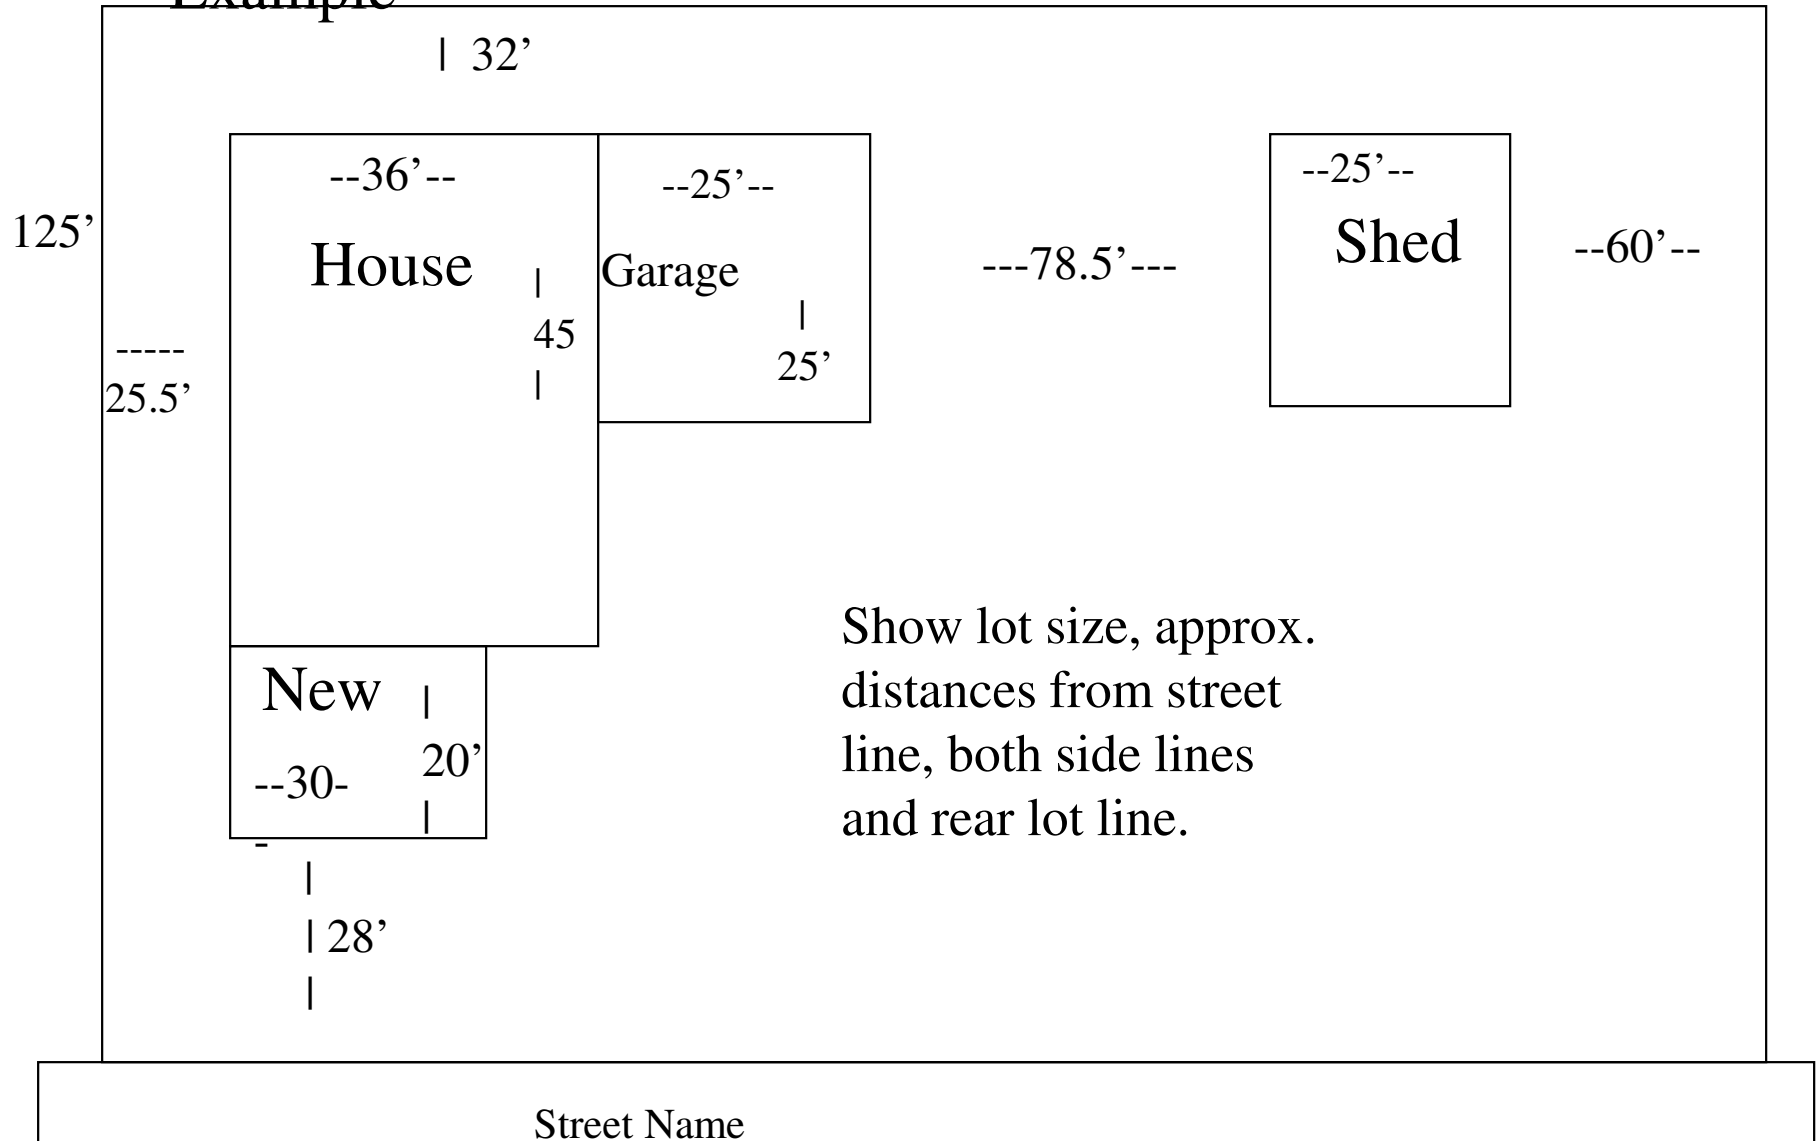 Example
| 32’
--36’--
--25’--
--25’--
125’
House
|
45
|
Garage
|
25’
---78.5’---
Shed
--60’--
-----
25.5’
New
|
20’
|
--30-
-
|
| 28’
|
Show lot size, approx.
distances from street
line, both side lines
and rear lot line.
Street Name